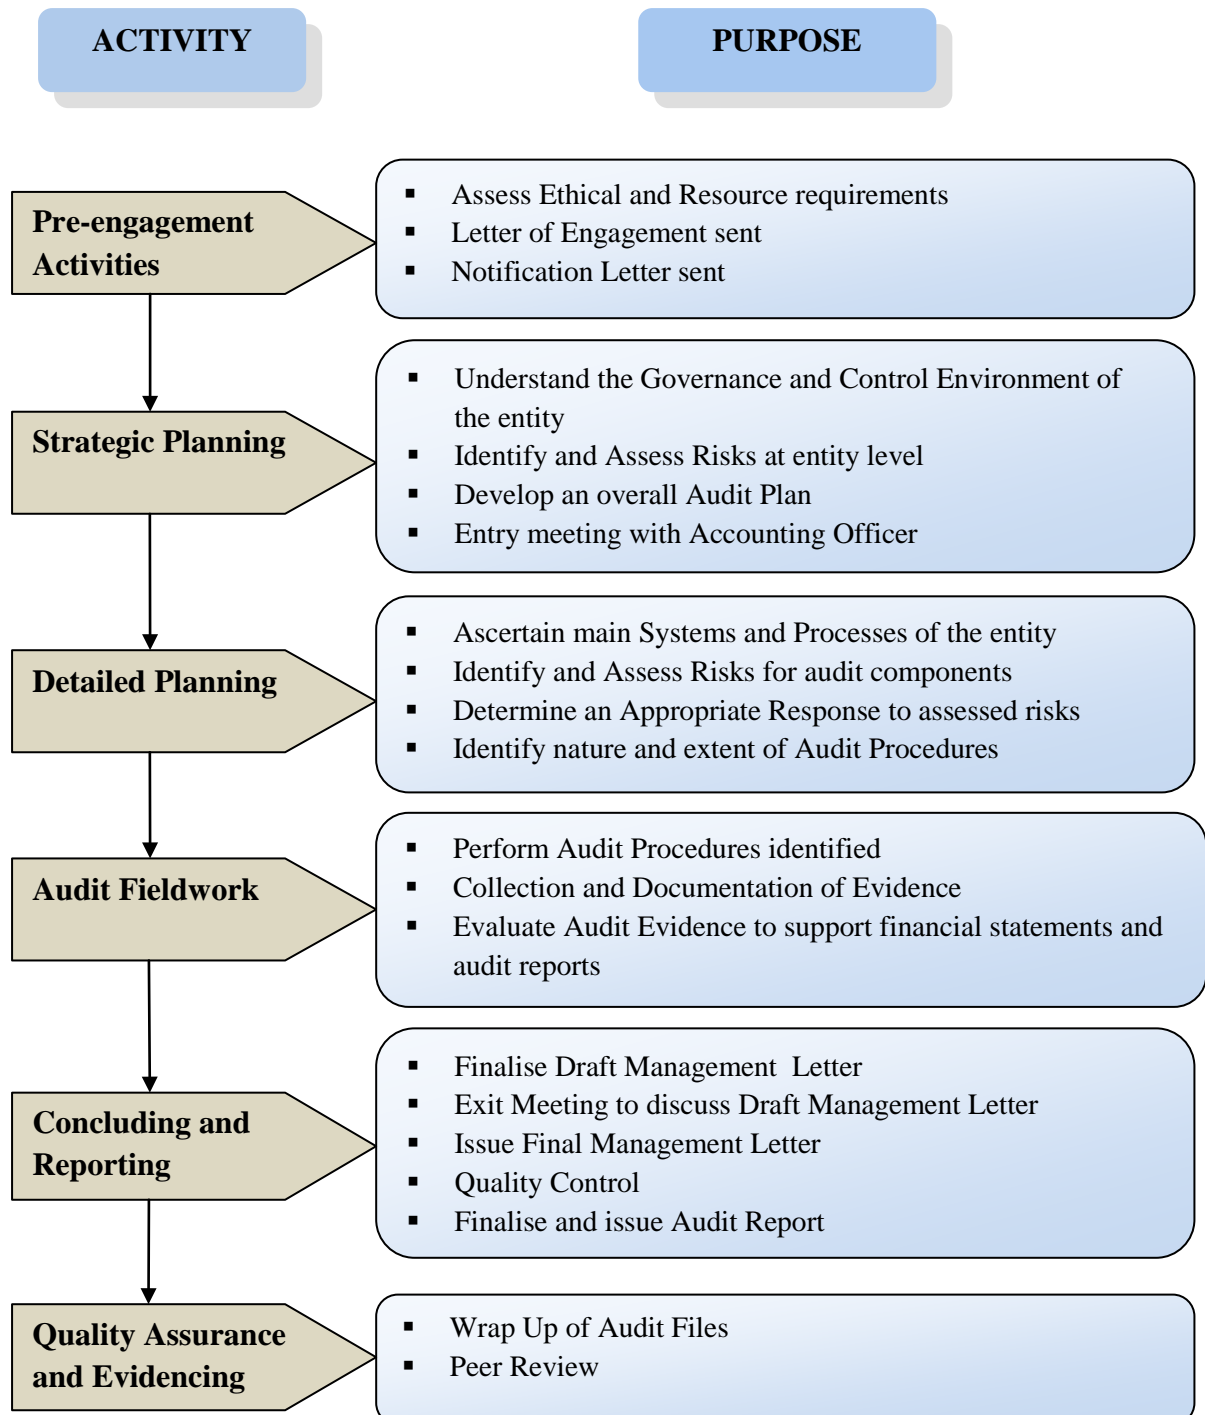 ACTIVITY
PURPOSE
Pre-engagement
Activities
▪ Assess Ethical and Resource requirements
▪ Letter of Engagement sent
▪ Notification Letter sent
Strategic Planning
▪ Understand the Governance and Control Environment of
the entity
▪ Identify and Assess Risks at entity level
▪ Develop an overall Audit Plan
▪ Entry meeting with Accounting Officer
Detailed Planning
▪ Ascertain main Systems and Processes of the entity
▪ Identify and Assess Risks for audit components
▪ Determine an Appropriate Response to assessed risks
▪ Identify nature and extent of Audit Procedures
Audit Fieldwork
▪ Perform Audit Procedures identified
▪ Collection and Documentation of Evidence
▪ Evaluate Audit Evidence to support financial statements and
audit reports
Concluding and
Reporting
▪ Finalise Draft Management  Letter
▪ Exit Meeting to discuss Draft Management Letter
▪ Issue Final Management Letter
▪ Quality Control
▪ Finalise and issue Audit Report
Quality Assurance
and Evidencing
▪ Wrap Up of Audit Files
▪ Peer Review